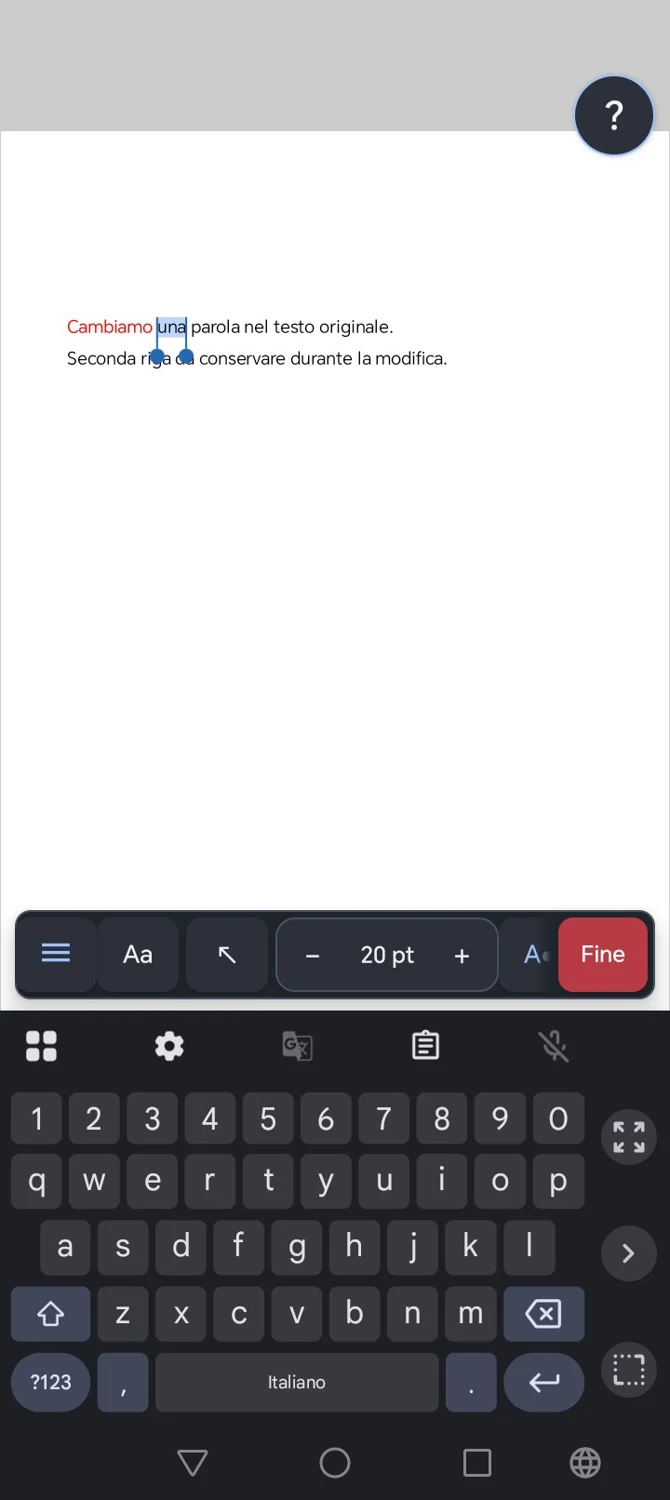 ?
Cambiamo una parola nel testo originale.
Seconda riga da conservare durante la modifica.
Aa
− 20 pt +
A
Fine
1 2 3 4 5 6 7 8 9 0
q w e r t y u i o p
a s d f g h j k l
z x c v b n m
?123 , Italiano .